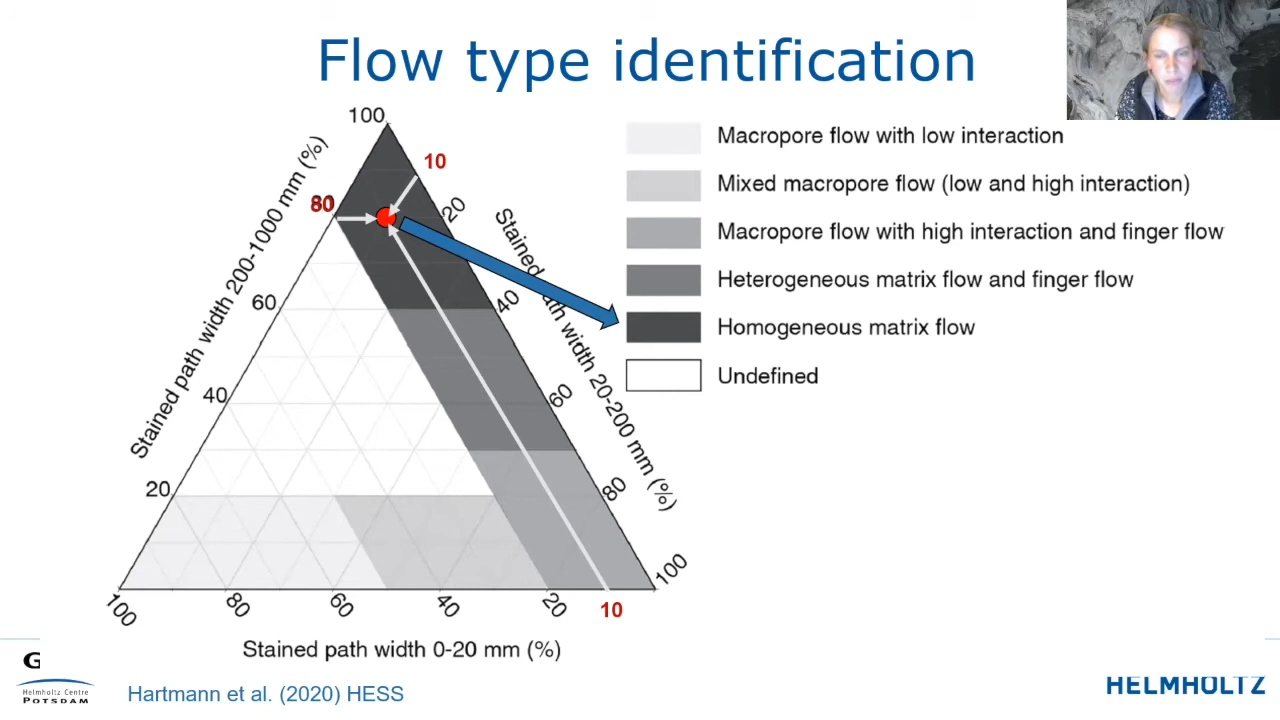 Flow type identification
100
10
80
20
60
40
40
60
20
80
100
Stained path width 200-1000 mm (%)
Stained path width 20-200 mm (%)
100
80
60
40
20
10
Stained path width 0-20 mm (%)
Macropore flow with low interaction
Mixed macropore flow (low and high interaction)
Macropore flow with high interaction and finger flow
Heterogeneous matrix flow and finger flow
Homogeneous matrix flow
Undefined
G
Helmholtz Centre
POTSDAM
Hartmann et al. (2020) HESS
HELMHOLTZ